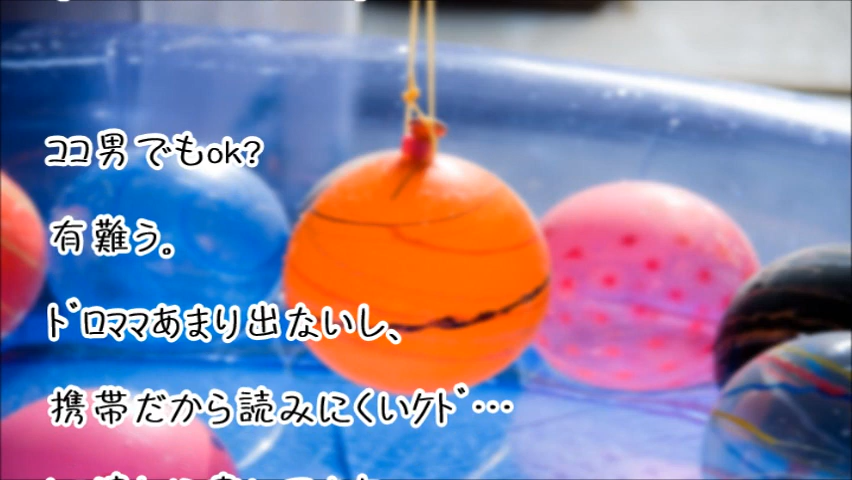 ｺｺ男でもok?
有難う。
ﾄﾞﾛﾏﾏあまり出ないし、
携帯だから読みにくいｹﾄﾞ…